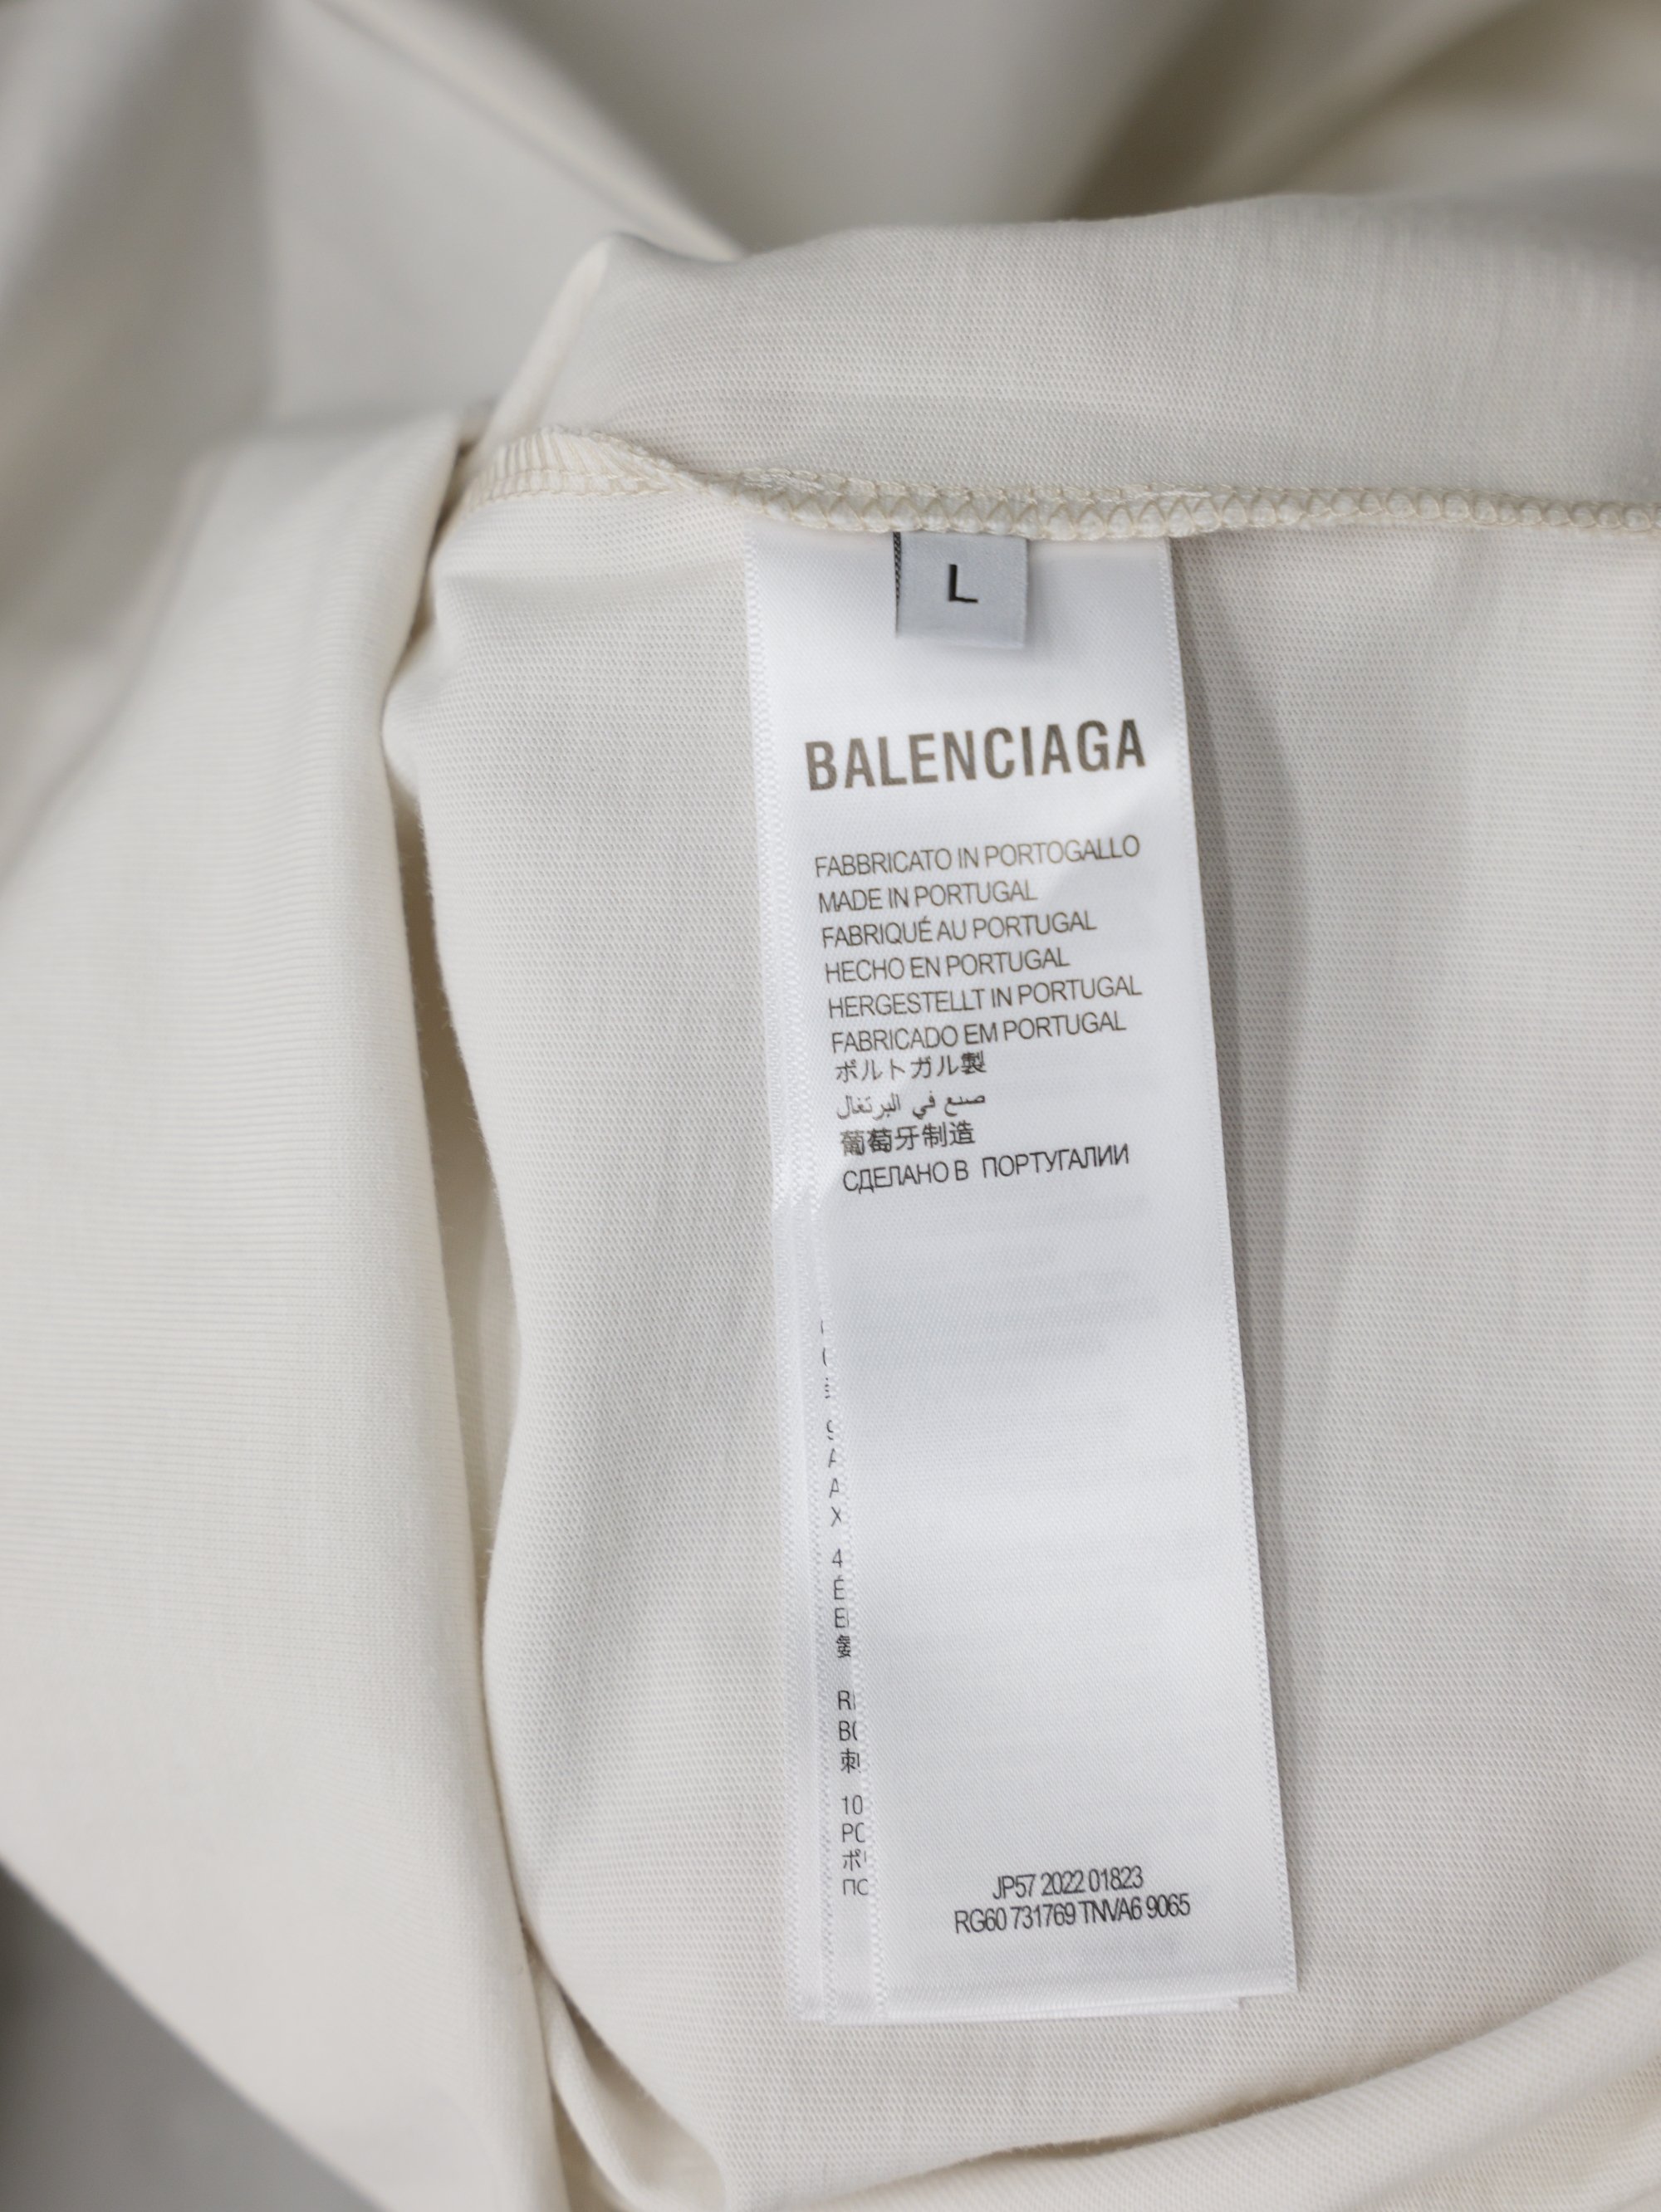 L
BALENCIAGA
FABBRICATO IN PORTOGALLO
MADE IN PORTUGAL
FABRIQUÉ AU PORTUGAL
HECHO EN PORTUGAL
HERGESTELLT IN PORTUGAL
FABRICADO EM PORTUGAL
ポルトガル製
صنع في البرتغال
葡萄牙制造
СДЕЛАНО В ПОРТУГАЛИИ
JP57 2022 01823
RG60 731769 TNVA6 9065